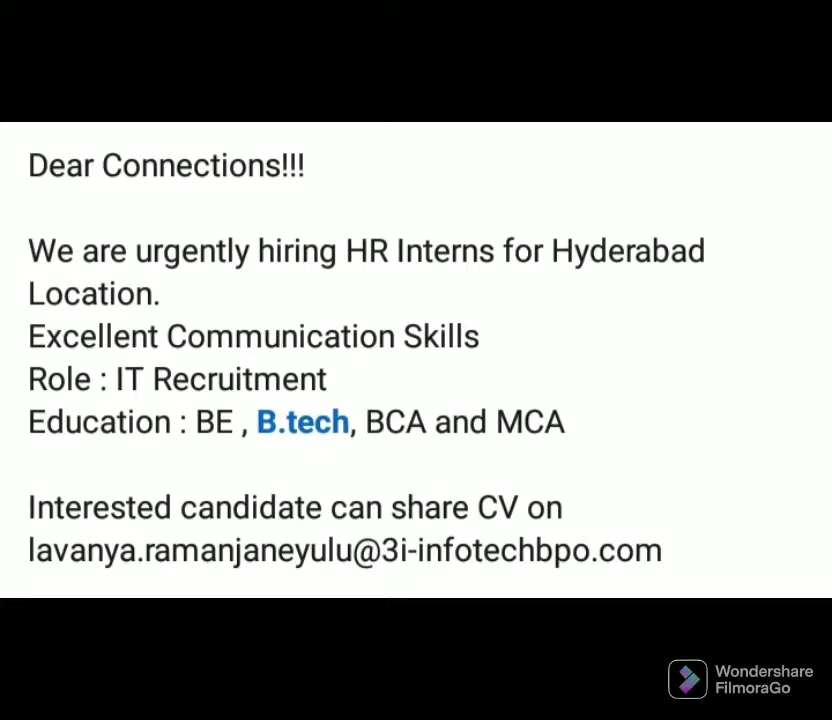 Dear Connections!!!
We are urgently hiring HR Interns for Hyderabad
Location.
Excellent Communication Skills
Role : IT Recruitment
Education : BE , B.tech, BCA and MCA
Interested candidate can share CV on
lavanya.ramanjaneyulu@3i-infotechbpo.com
Wondershare
FilmoraGo